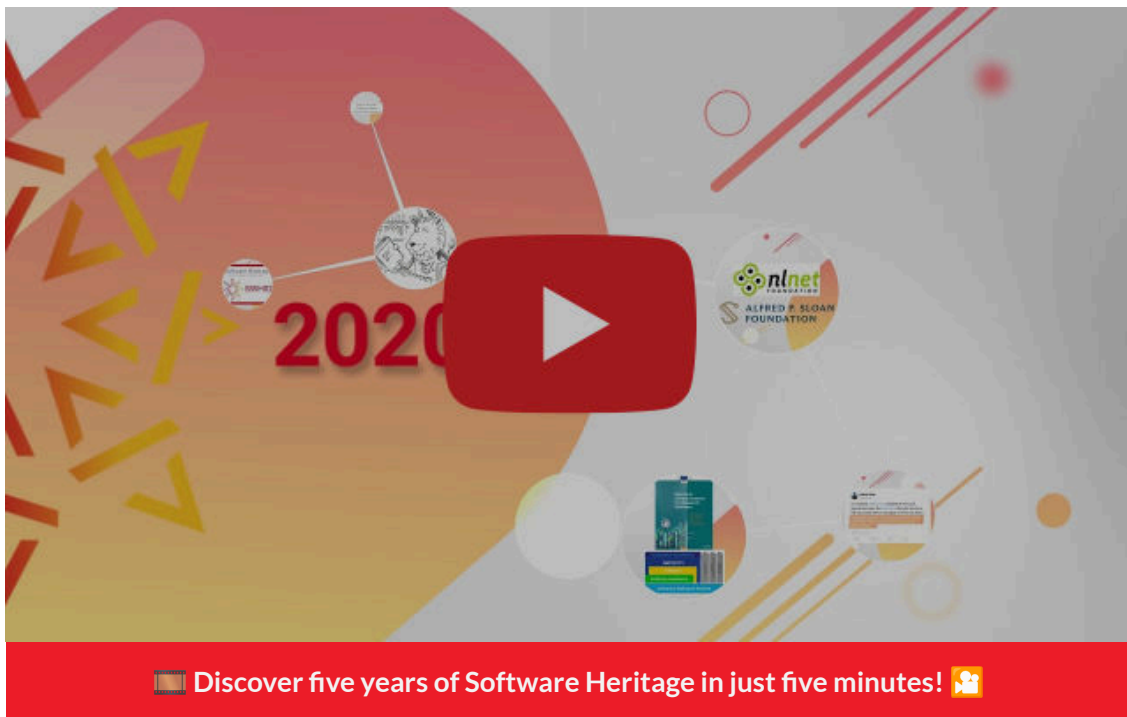 2020
nlnet
FOUNDATION
ALFRED P. SLOAN
FOUNDATION
Discover five years of Software Heritage in just five minutes!